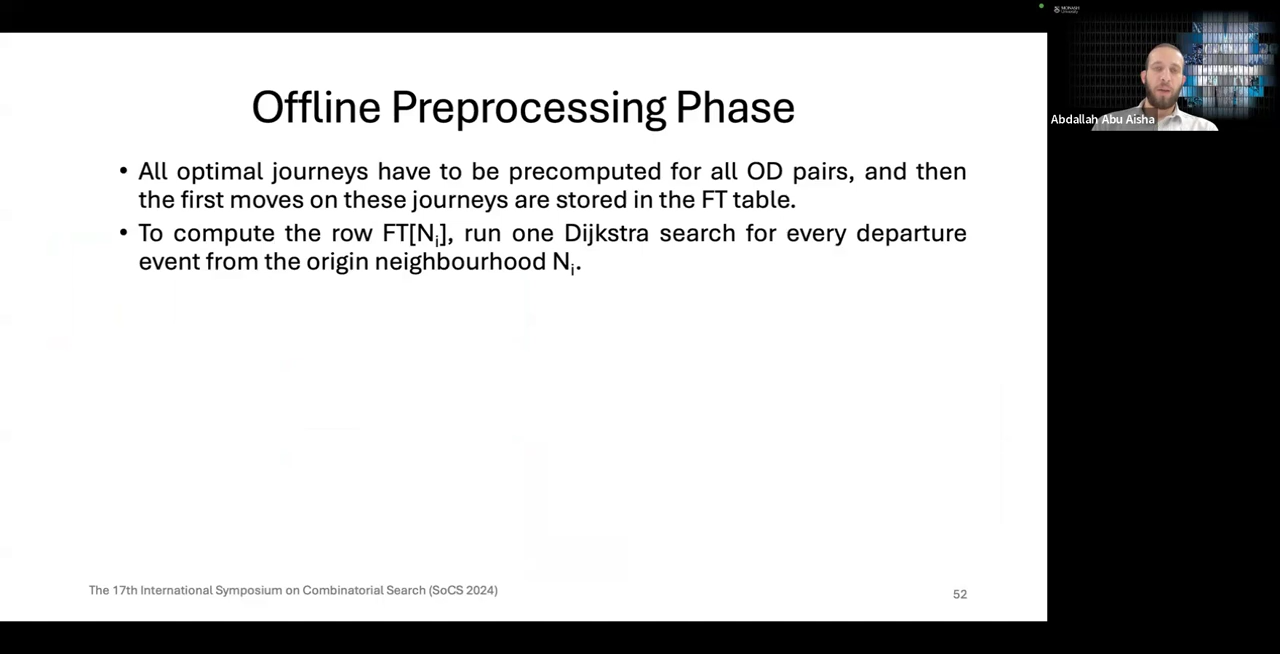 MONASH
University
Abdallah Abu Aisha
Offline Preprocessing Phase
• All optimal journeys have to be precomputed for all OD pairs, and then
the first moves on these journeys are stored in the FT table.
• To compute the row FT[Ni], run one Dijkstra search for every departure
event from the origin neighbourhood Ni.
The 17th International Symposium on Combinatorial Search (SoCS 2024)
52